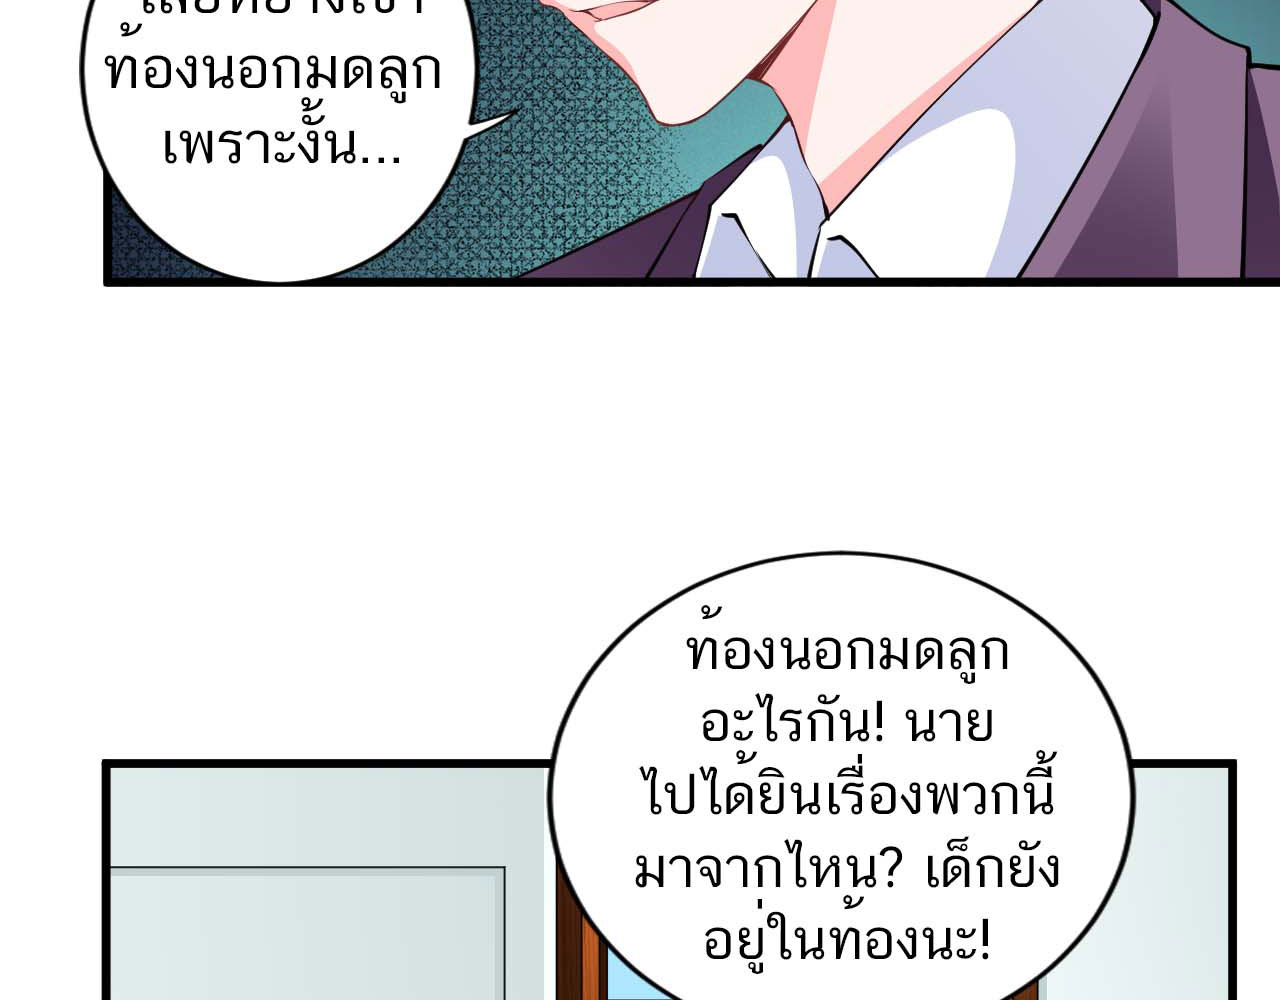 ท้องนอกมดลูก
เพราะงั้น...
ท้องนอกมดลูก
อะไรกัน! นาย
ไปได้ยินเรื่องพวกนี้
มาจากไหน? เด็กยัง
อยู่ในท้องนะ!